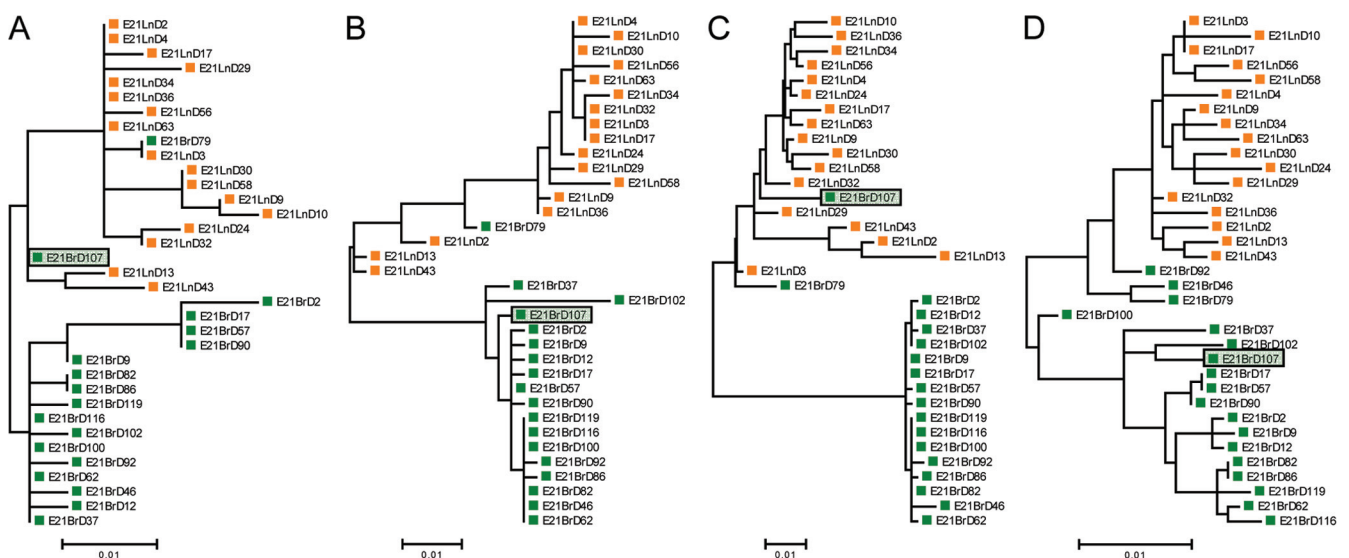 A
E21LnD2
E21LnD4
E21LnD17
E21LnD29
E21LnD34
E21LnD36
E21LnD56
E21LnD63
E21BrD79
E21LnD3
E21LnD30
E21LnD58
E21LnD9
E21LnD10
E21LnD24
E21LnD32
E21BrD107
E21LnD13
E21LnD43
E21BrD2
E21BrD17
E21BrD57
E21BrD90
E21BrD9
E21BrD82
E21BrD86
E21BrD119
E21BrD116
E21BrD102
E21BrD100
E21BrD92
E21BrD62
E21BrD46
E21BrD12
E21BrD37
0.01
B
E21LnD4
E21LnD10
E21LnD30
E21LnD56
E21LnD63
E21LnD34
E21LnD32
E21LnD3
E21LnD17
E21LnD24
E21LnD29
E21LnD58
E21LnD9
E21LnD36
E21BrD79
E21LnD2
E21LnD13
E21LnD43
E21BrD37
E21BrD102
E21BrD107
E21BrD2
E21BrD9
E21BrD12
E21BrD17
E21BrD57
E21BrD90
E21BrD119
E21BrD116
E21BrD100
E21BrD92
E21BrD86
E21BrD82
E21BrD46
E21BrD62
0.01
C
E21LnD10
E21LnD36
E21LnD34
E21LnD56
E21LnD4
E21LnD24
E21LnD17
E21LnD63
E21LnD9
E21LnD30
E21LnD58
E21LnD32
E21BrD107
E21LnD29
E21LnD43
E21LnD2
E21LnD13
E21LnD3
E21BrD79
E21BrD2
E21BrD12
E21BrD37
E21BrD102
E21BrD9
E21BrD17
E21BrD57
E21BrD90
E21BrD119
E21BrD116
E21BrD100
E21BrD92
E21BrD86
E21BrD82
E21BrD46
E21BrD62
0.01
D
E21LnD3
E21LnD10
E21LnD17
E21LnD56
E21LnD58
E21LnD4
E21LnD9
E21LnD34
E21LnD63
E21LnD30
E21LnD24
E21LnD29
E21LnD32
E21LnD36
E21LnD2
E21LnD13
E21LnD43
E21BrD92
E21BrD46
E21BrD79
E21BrD100
E21BrD37
E21BrD102
E21BrD107
E21BrD17
E21BrD57
E21BrD90
E21BrD2
E21BrD9
E21BrD12
E21BrD82
E21BrD86
E21BrD119
E21BrD62
E21BrD116
0.01